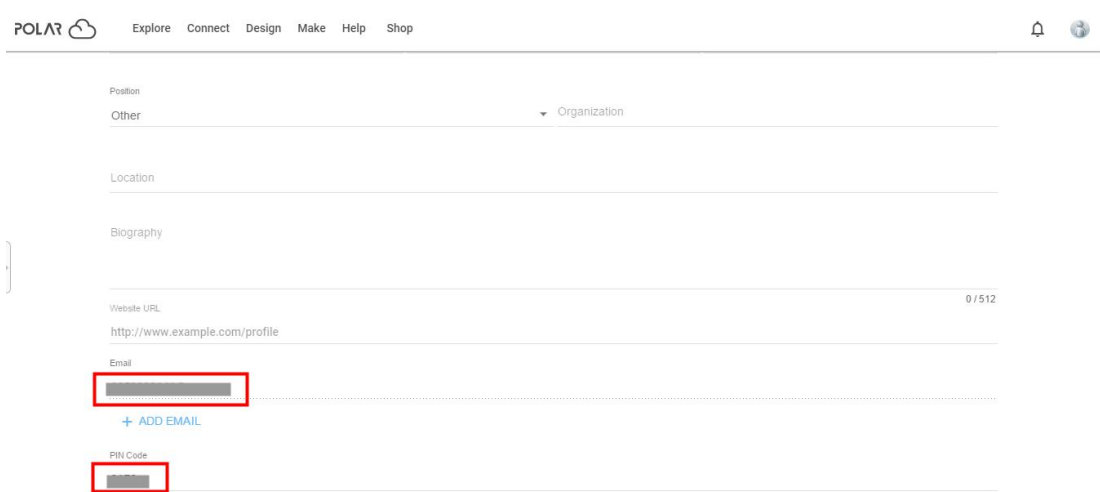 POLAR Explore Connect Design Make Help Shop
Position
Other
Organization
Location
Biography
0 / 512
Website URL
http://www.example.com/profile
Email
+ ADD EMAIL
PIN Code